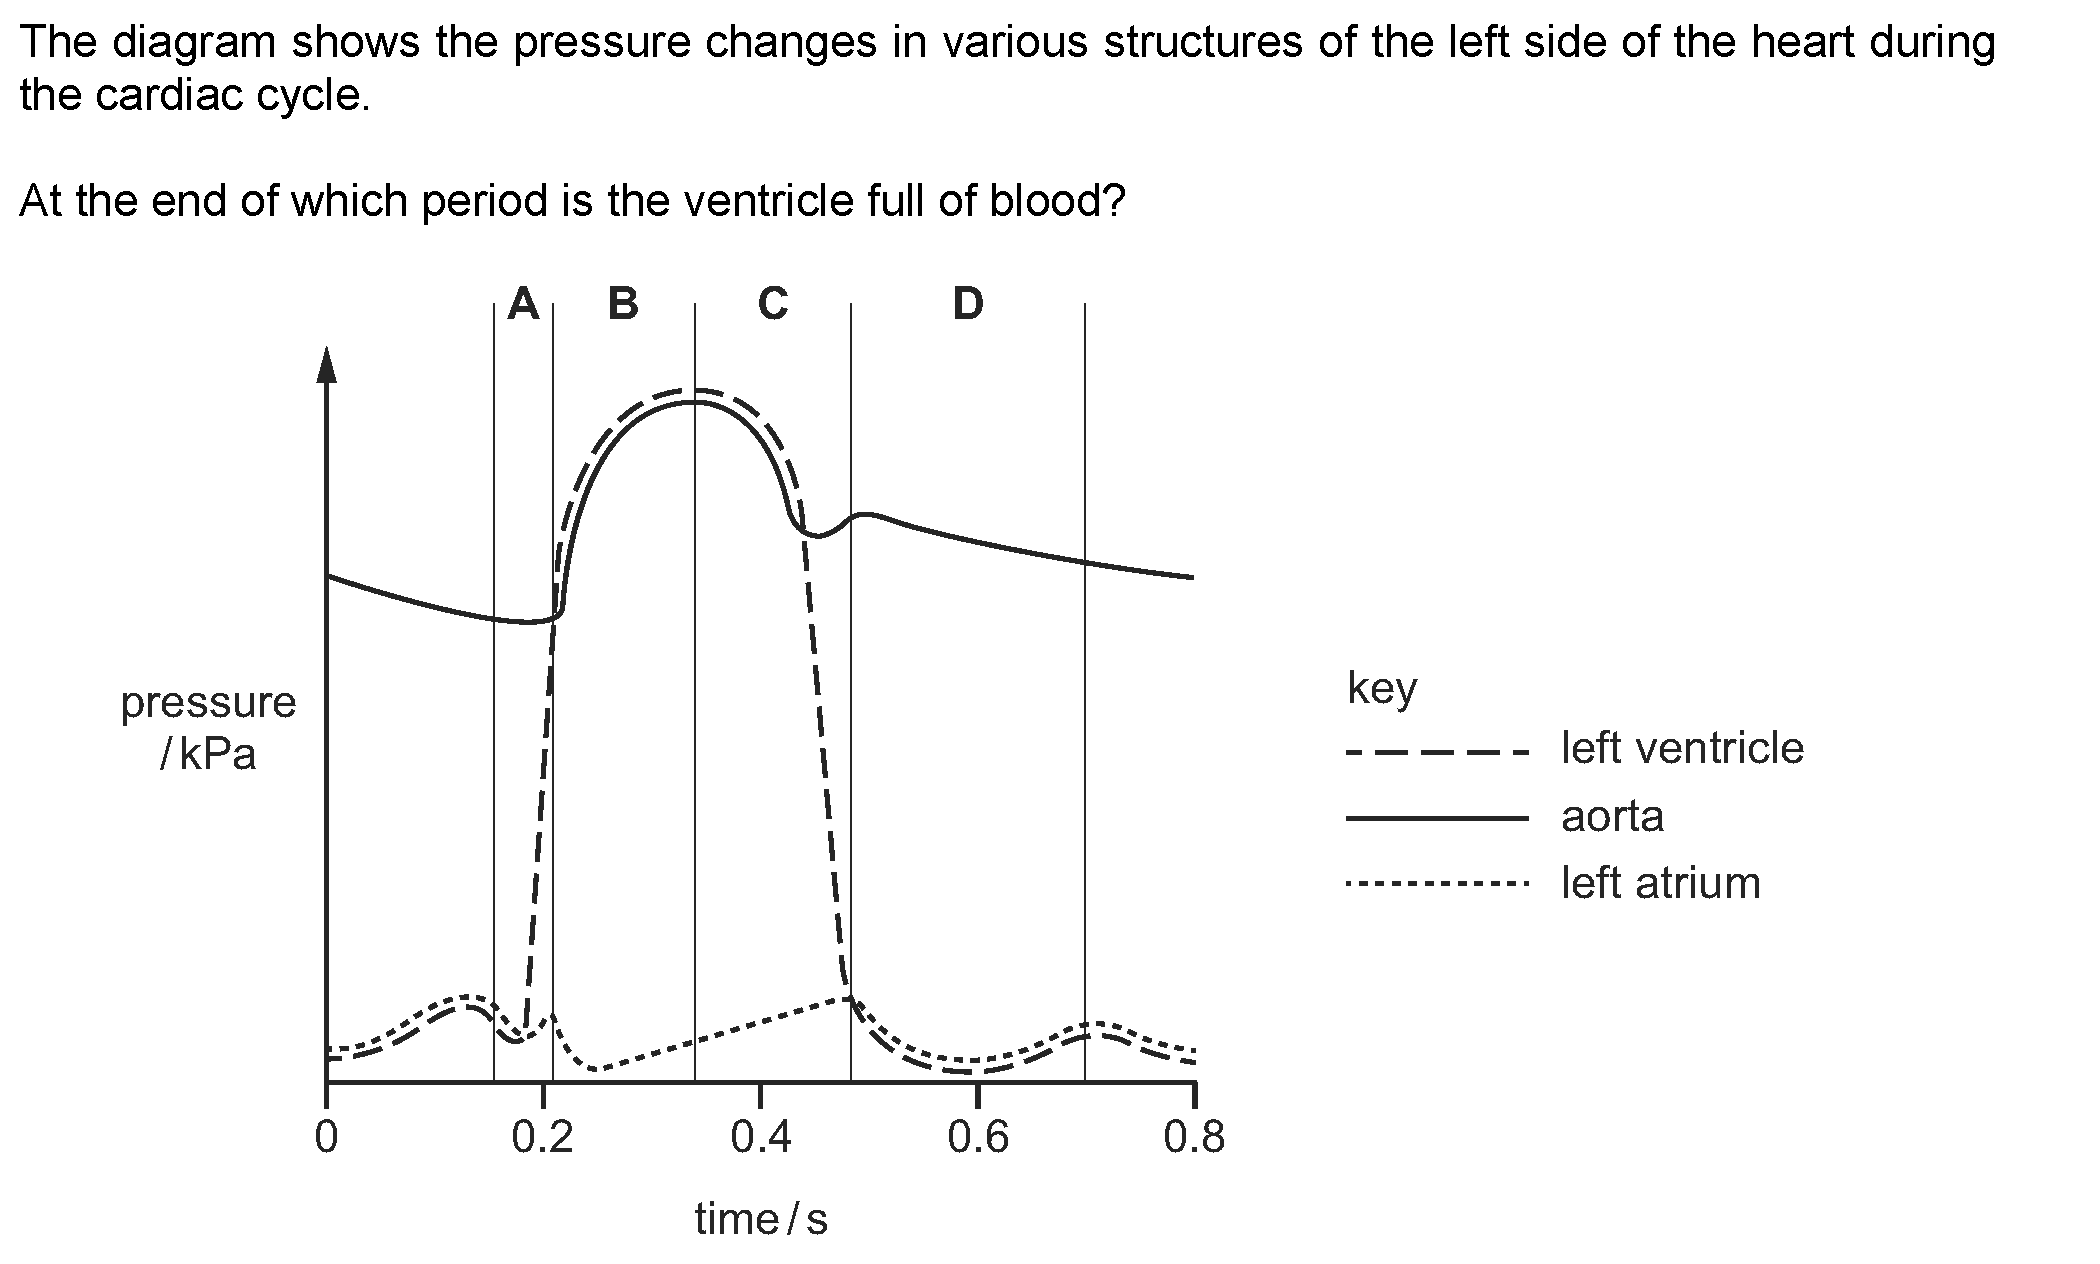 The diagram shows the pressure changes in various structures of the left side of the heart during
the cardiac cycle.
At the end of which period is the ventricle full of blood?
A B C D
pressure
/ kPa
key
left ventricle
aorta
left atrium
0 0.2 0.4 0.6 0.8
time / s